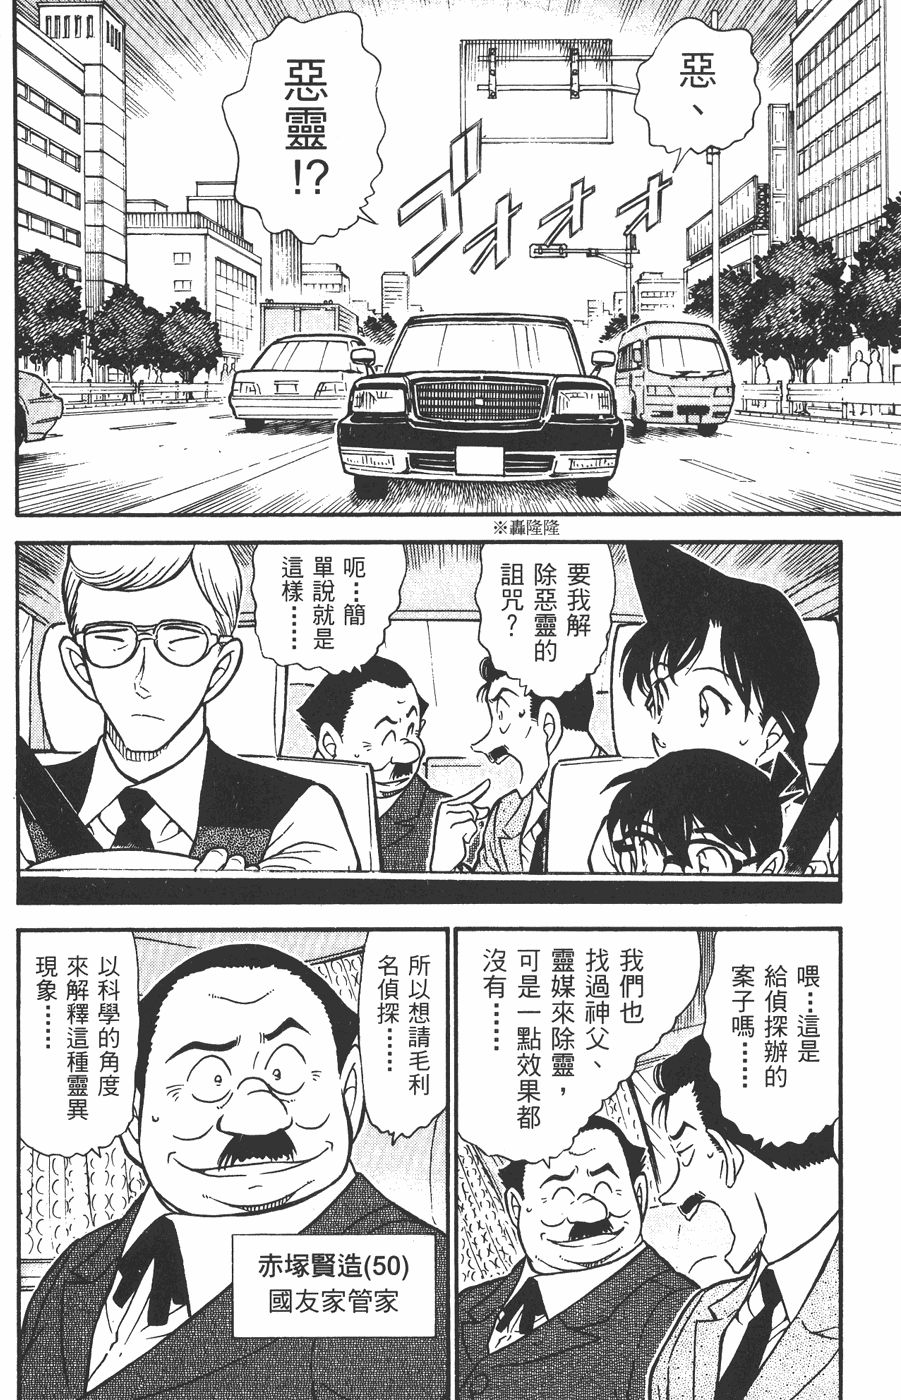 惡、
惡靈!?
ゴオオオ
※轟隆隆
要我解
除惡靈的
詛咒?
呃…簡
單說就是
這樣……
喂…這是
給偵探辦的
案子嗎……
我們也
找過神父、
靈媒來除靈，
可是一點效果都
沒有……
所以想請毛利
名偵探……
以科學的角度
來解釋這種靈異
現象……
赤塚賢造(50)
國友家管家